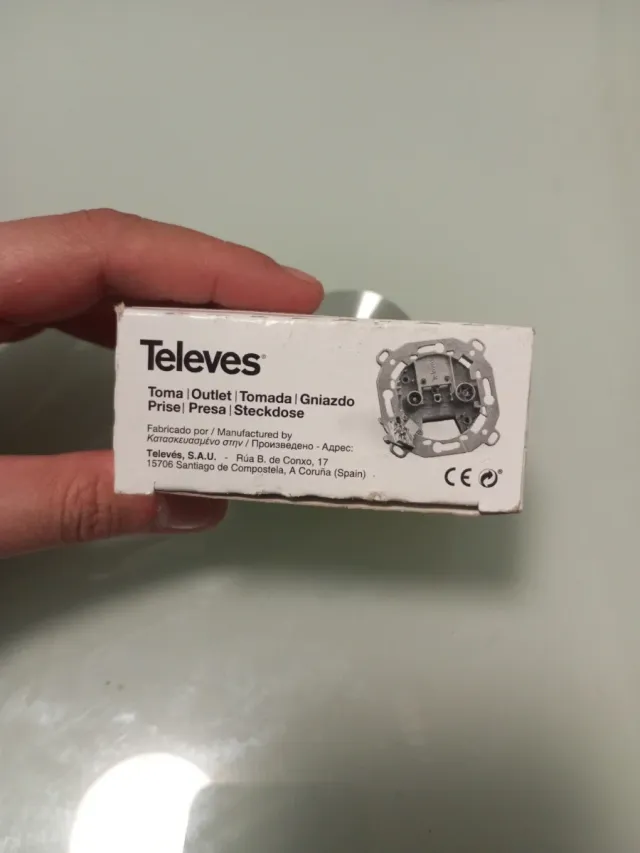 Televes®
Toma | Outlet | Tomada | Gniazdo
Prise | Presa | Steckdose
Fabricado por / Manufactured by
Κατασκευασμένο στην / Произведено - Адрес:
Televés, S.A.U. - Rúa B. de Conxo, 17
15706 Santiago de Compostela, A Coruña (Spain)
CE